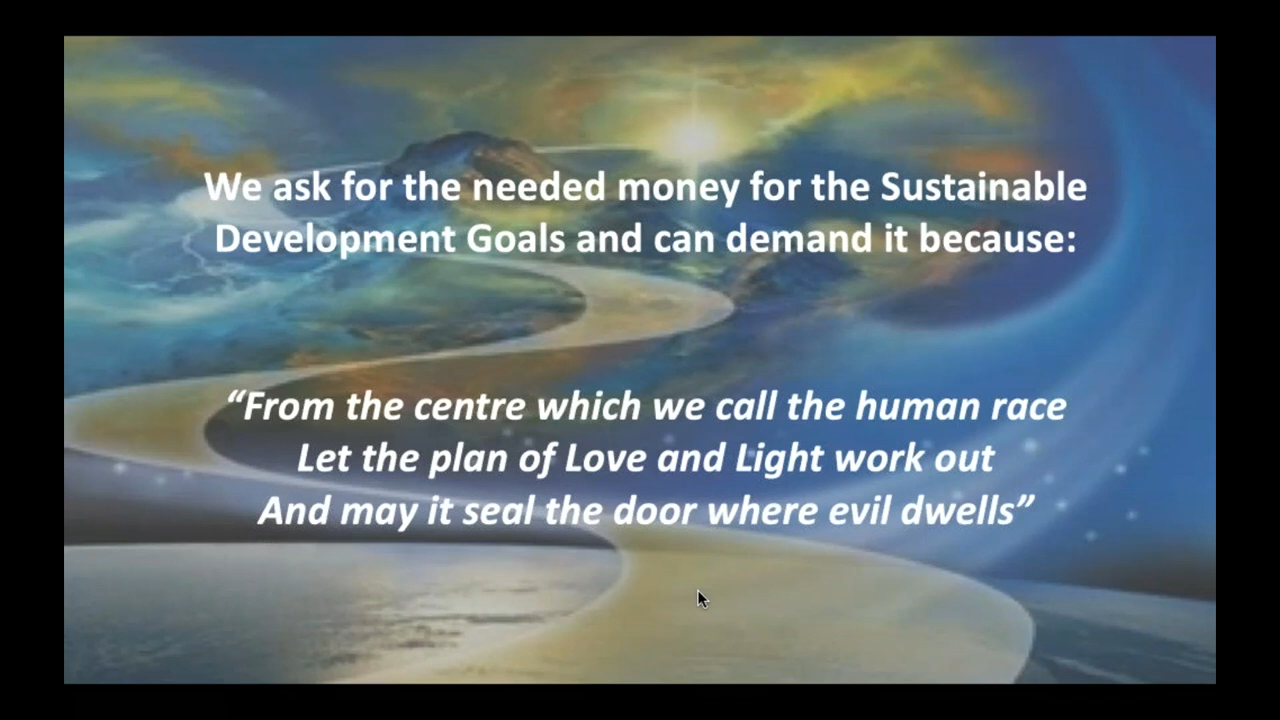 We ask for the needed money for the Sustainable
Development Goals and can demand it because:
“From the centre which we call the human race
Let the plan of Love and Light work out
And may it seal the door where evil dwells”